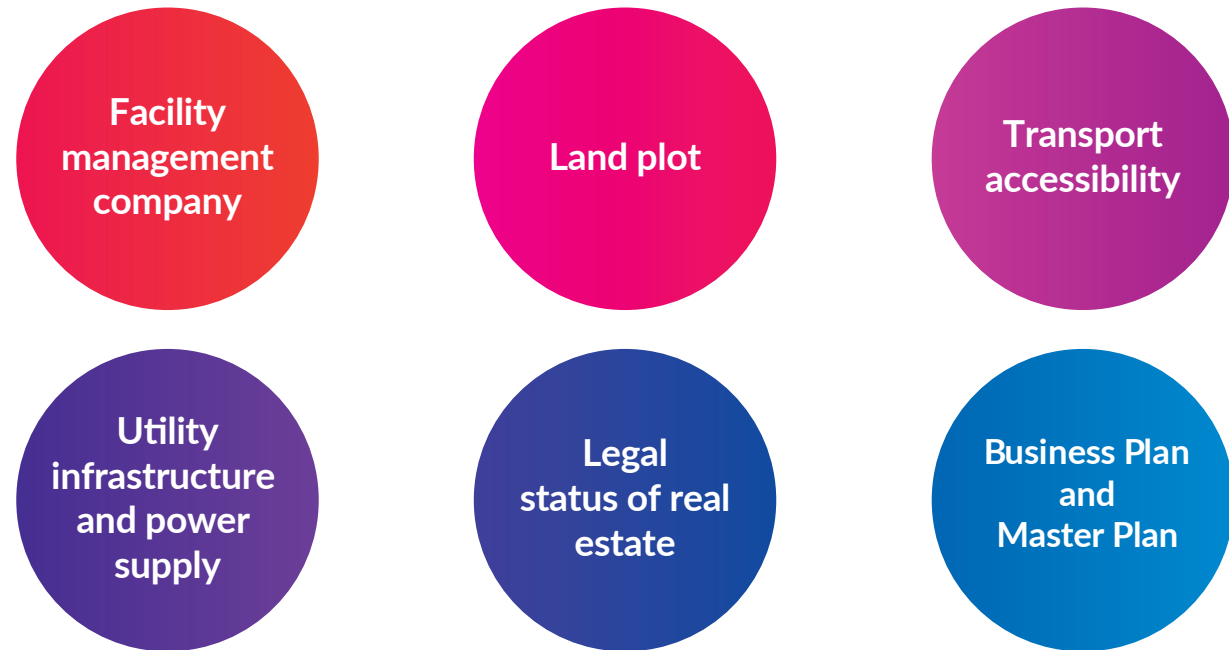 Facility
management
company
Land plot
Transport
accessibility
Utility
infrastructure
and power
supply
Legal
status of real
estate
Business Plan
and
Master Plan